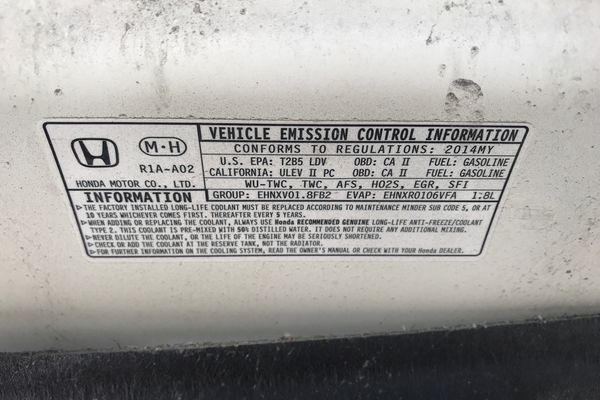 VEHICLE EMISSION CONTROL INFORMATION
M-H
CONFORMS TO REGULATIONS: 2014MY
R1A-A02
U.S. EPA: T2B5 LDV OBD: CA II FUEL: GASOLINE
CALIFORNIA: ULEV II PC OBD: CA II FUEL: GASOLINE
HONDA MOTOR CO., LTD.
WU-TWC, TWC, AFS, HO2S, EGR, SFI
INFORMATION
GROUP: EHNXV01.8FB2 EVAP: EHNXR0106VFA 1.8L
▷THE FACTORY INSTALLED LONG-LIFE COOLANT MUST BE REPLACED ACCORDING TO MAINTENANCE MINDER SUB CODE 5, OR AT
10 YEARS WHICHEVER COMES FIRST, THEREAFTER EVERY 5 YEARS.
▷WHEN ADDING OR REPLACING THE COOLANT, ALWAYS USE Honda RECOMMENDED GENUINE LONG-LIFE ANTI-FREEZE/COOLANT
TYPE 2. THIS COOLANT IS PRE-MIXED WITH 50% DISTILLED WATER. IT DOES NOT REQUIRE ANY ADDITIONAL MIXING.
▷NEVER DILUTE THE COOLANT, OR THE LIFE OF THE ENGINE MAY BE SERIOUSLY SHORTENED.
▷CHECK OR ADD THE COOLANT AT THE RESERVE TANK, NOT THE RADIATOR.
▷FOR FURTHER INFORMATION ON THE COOLING SYSTEM, READ THE OWNER'S MANUAL OR CHECK WITH YOUR Honda DEALER.